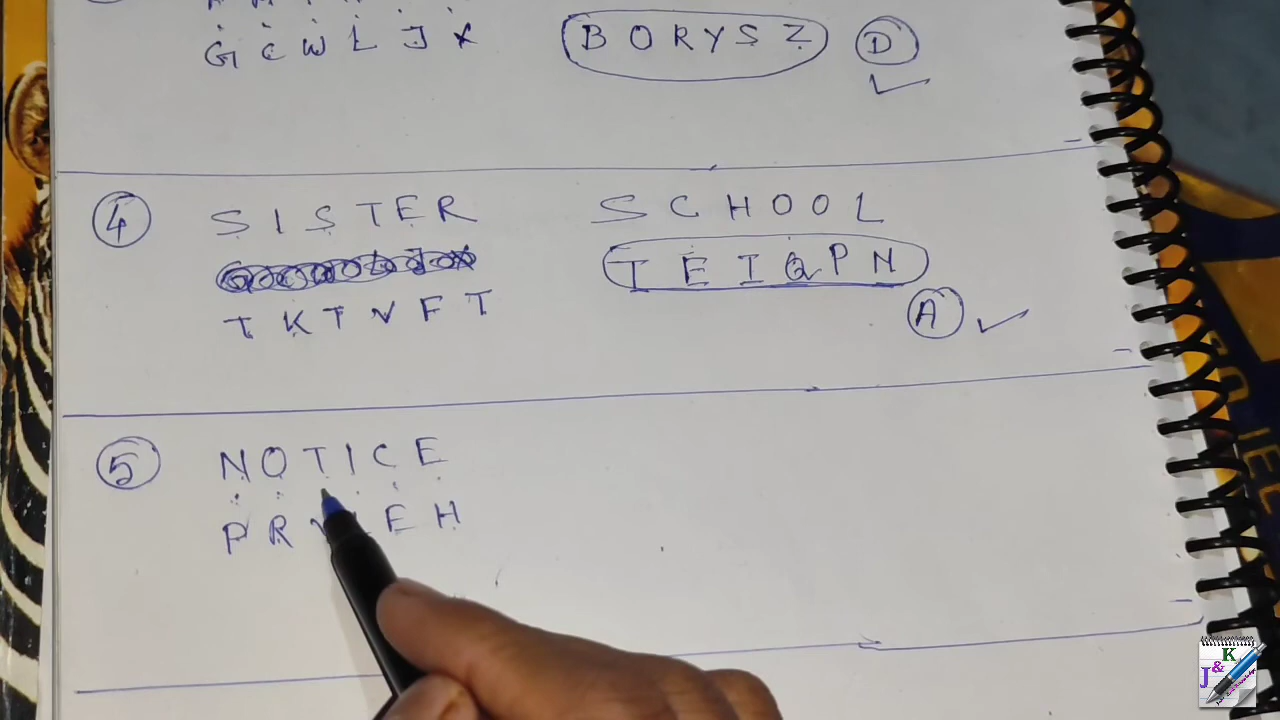 G C W L J X B O R Y S Z D
4 S I S T E R S C H O O L
T E I Q P N
T K T V F T A
5 N O T I C E
P R V E H
J & K